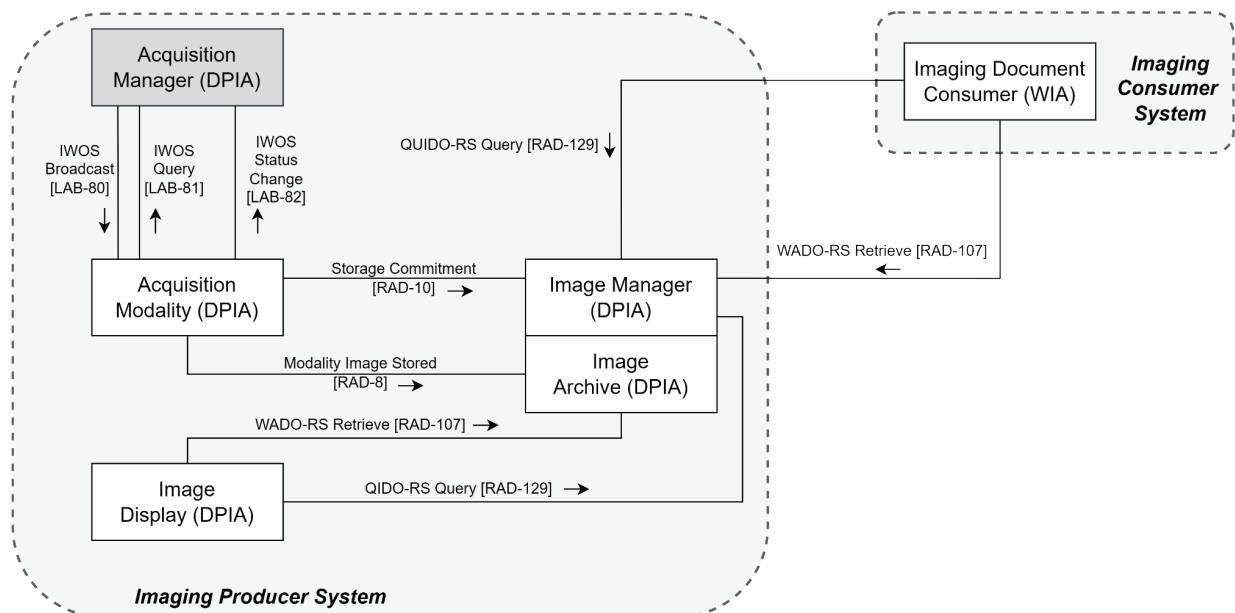 Acquisition
Manager (DPIA)
Imaging Document
Consumer (WIA)
Imaging
Consumer
System
IWOS
Broadcast
[LAB-80]
IWOS
Query
[LAB-81]
IWOS
Status
Change
[LAB-82]
QUIDO-RS Query [RAD-129]
WADO-RS Retrieve [RAD-107]
Acquisition
Modality (DPIA)
Storage Commitment
[RAD-10]
Image Manager
(DPIA)
Modality Image Stored
[RAD-8]
Image
Archive (DPIA)
WADO-RS Retrieve [RAD-107]
Image
Display (DPIA)
QIDO-RS Query [RAD-129]
Imaging Producer System